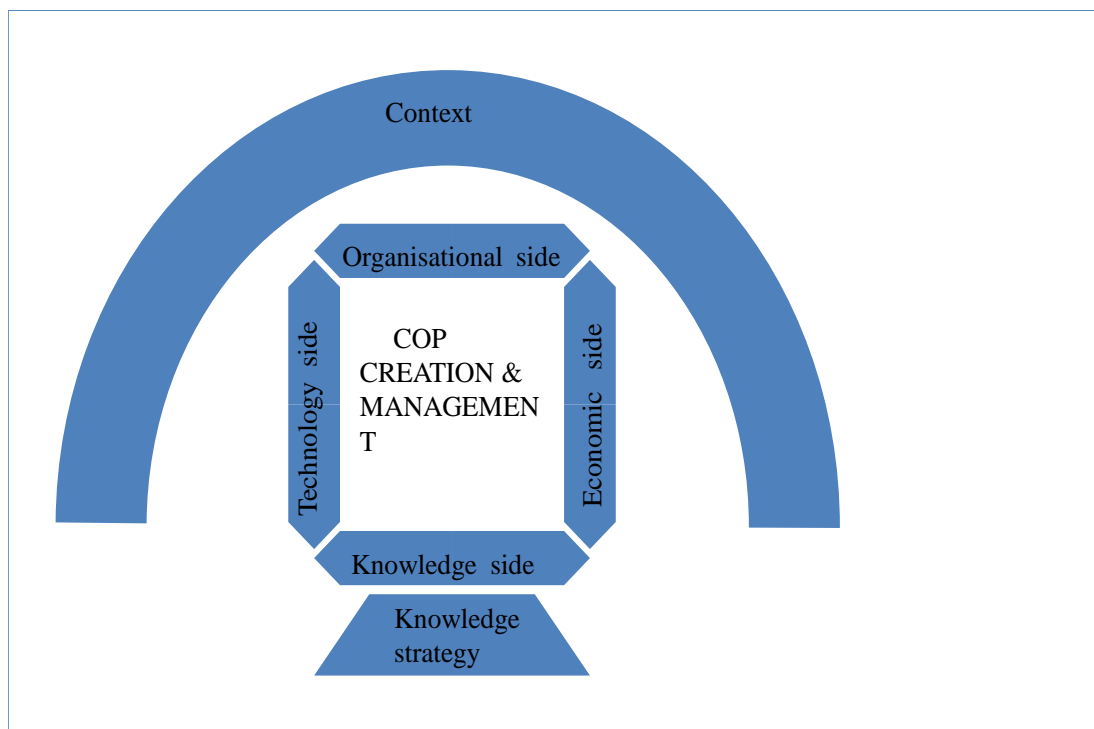 Context
Organisational side
Technology side
COP
CREATION &
MANAGEMEN
T
Economic side
Knowledge side
Knowledge
strategy